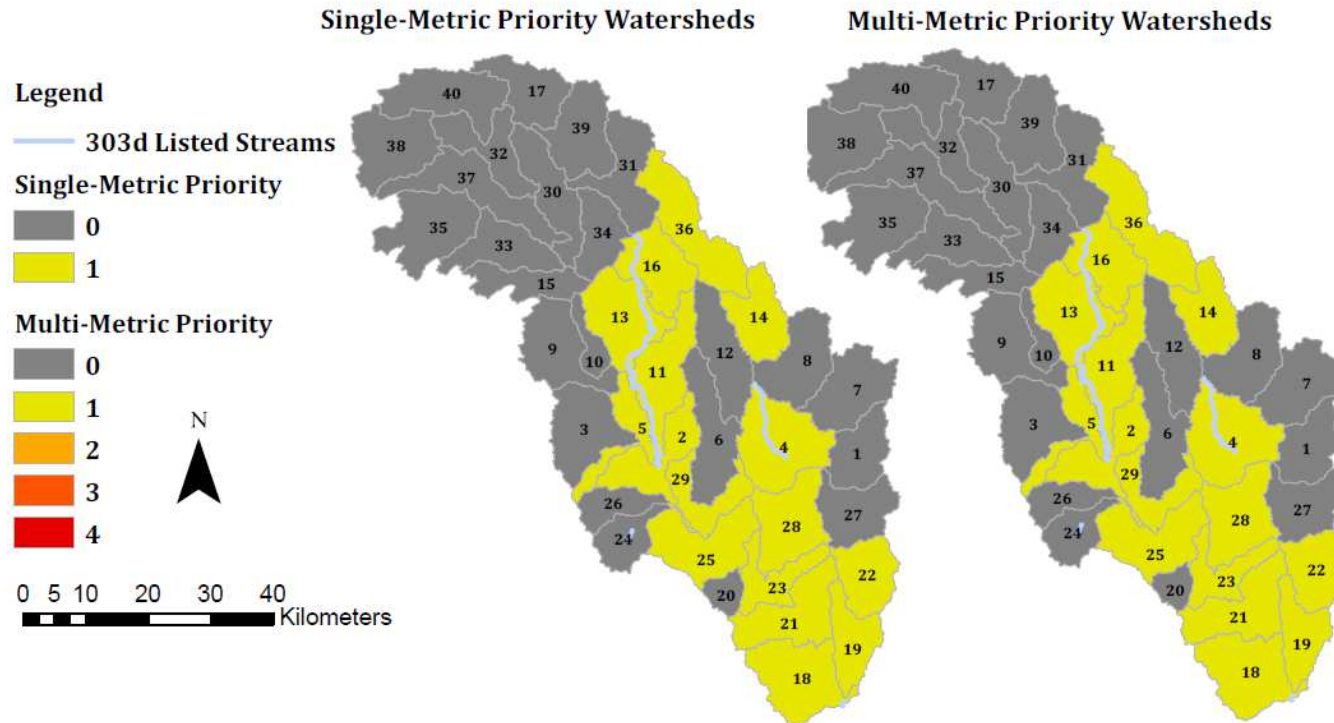 Single-Metric Priority Watersheds
Multi-Metric Priority Watersheds
Legend
303d Listed Streams
Single-Metric Priority
0
1
Multi-Metric Priority
0
1
2
3
4
N
0 5 10 20 30 40
Kilometers
40 17
38 32 39
31
37 30
35 34 36
33
16
15
13 14
9 12
10 8
11 7
3 5 2
6 4 1
29
26
28 27
24
25
23 22
20
21
19
18
40 17
38 32 39
31
37 30
35 34 36
33
16
15
13 14
9 12
10 8
11 7
3 5 2
6 4 1
29
26
28 27
24
25
23 22
20
21
19
18